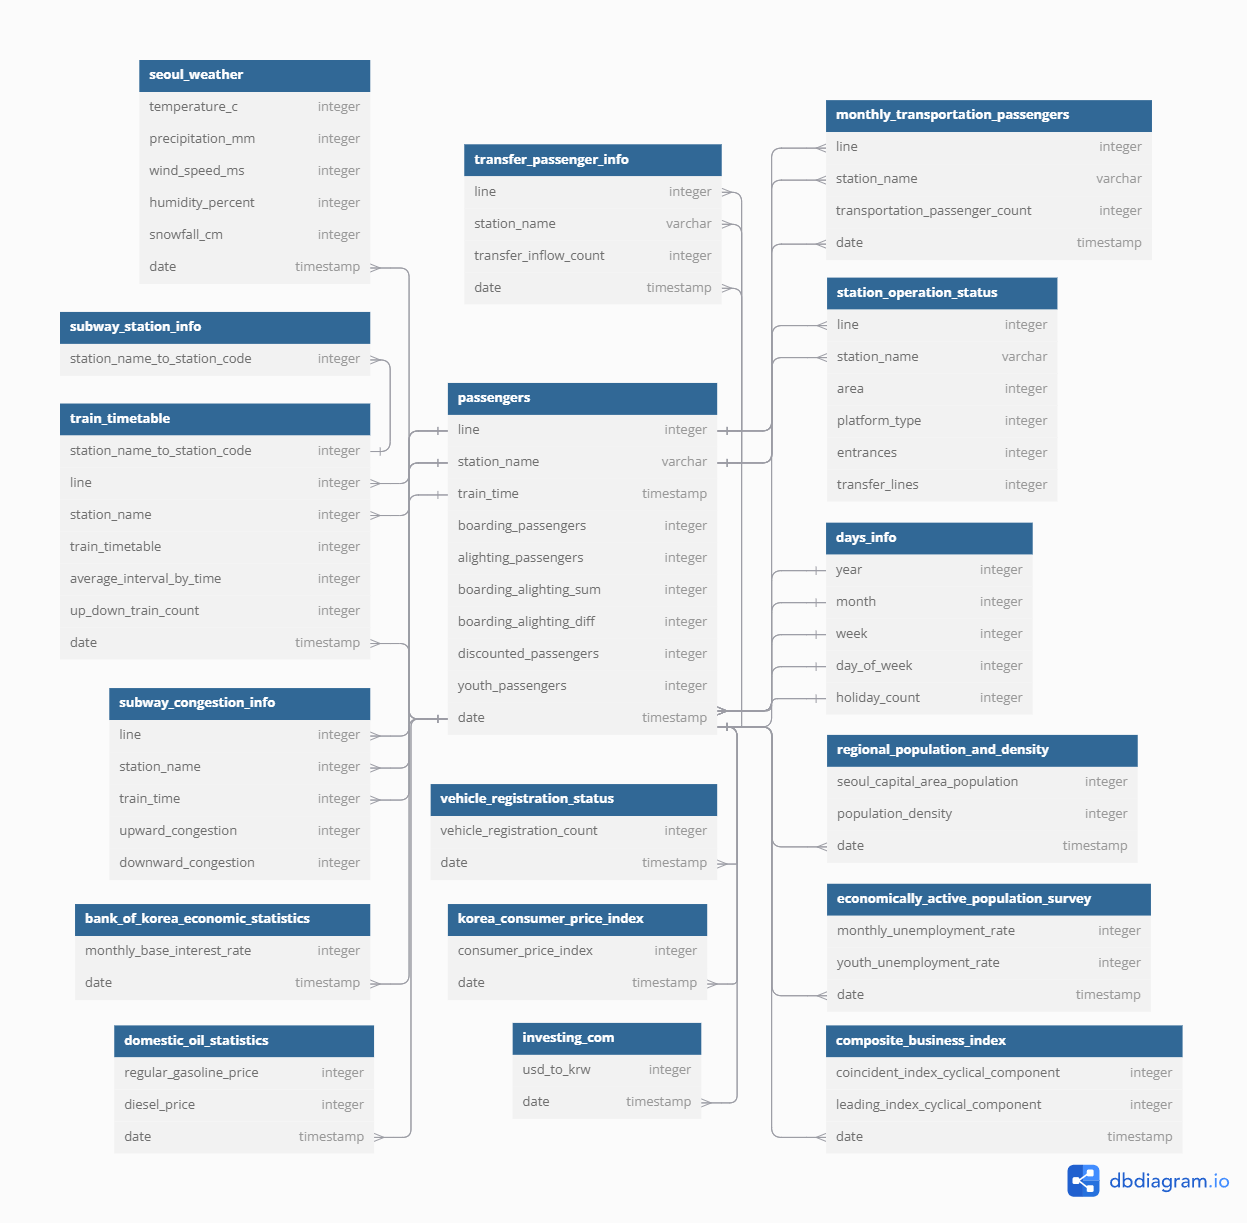 seoul_weather
temperature_c integer
precipitation_mm integer
wind_speed_ms integer
humidity_percent integer
snowfall_cm integer
date timestamp
subway_station_info
station_name_to_station_code integer
train_timetable
station_name_to_station_code integer
line integer
station_name integer
train_timetable integer
average_interval_by_time integer
up_down_train_count integer
date timestamp
subway_congestion_info
line integer
station_name integer
train_time integer
upward_congestion integer
downward_congestion integer
bank_of_korea_economic_statistics
monthly_base_interest_rate integer
date timestamp
domestic_oil_statistics
regular_gasoline_price integer
diesel_price integer
date timestamp
transfer_passenger_info
line integer
station_name varchar
transfer_inflow_count integer
date timestamp
passengers
line integer
station_name varchar
train_time timestamp
boarding_passengers integer
alighting_passengers integer
boarding_alighting_sum integer
boarding_alighting_diff integer
discounted_passengers integer
youth_passengers integer
date timestamp
vehicle_registration_status
vehicle_registration_count integer
date timestamp
korea_consumer_price_index
consumer_price_index integer
date timestamp
investing_com
usd_to_krw integer
date timestamp
monthly_transportation_passengers
line integer
station_name varchar
transportation_passenger_count integer
date timestamp
station_operation_status
line integer
station_name varchar
area integer
platform_type integer
entrances integer
transfer_lines integer
days_info
year integer
month integer
week integer
day_of_week integer
holiday_count integer
regional_population_and_density
seoul_capital_area_population integer
population_density integer
date timestamp
economically_active_population_survey
monthly_unemployment_rate integer
youth_unemployment_rate integer
date timestamp
composite_business_index
coincident_index_cyclical_component integer
leading_index_cyclical_component integer
date timestamp
dbdiagram.io